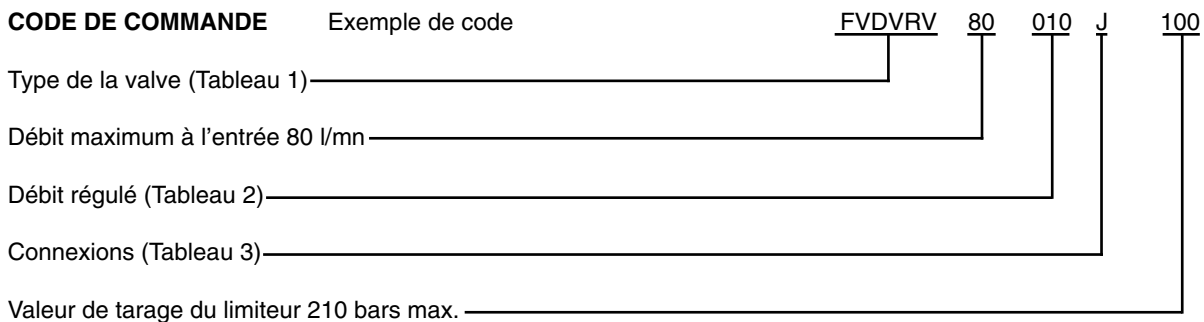 CODE DE COMMANDE Exemple de code FVDVRV 80 010 J 100
Type de la valve (Tableau 1)
Débit maximum à l'entrée 80 l/mn
Débit régulé (Tableau 2)
Connexions (Tableau 3)
Valeur de tarage du limiteur 210 bars max.